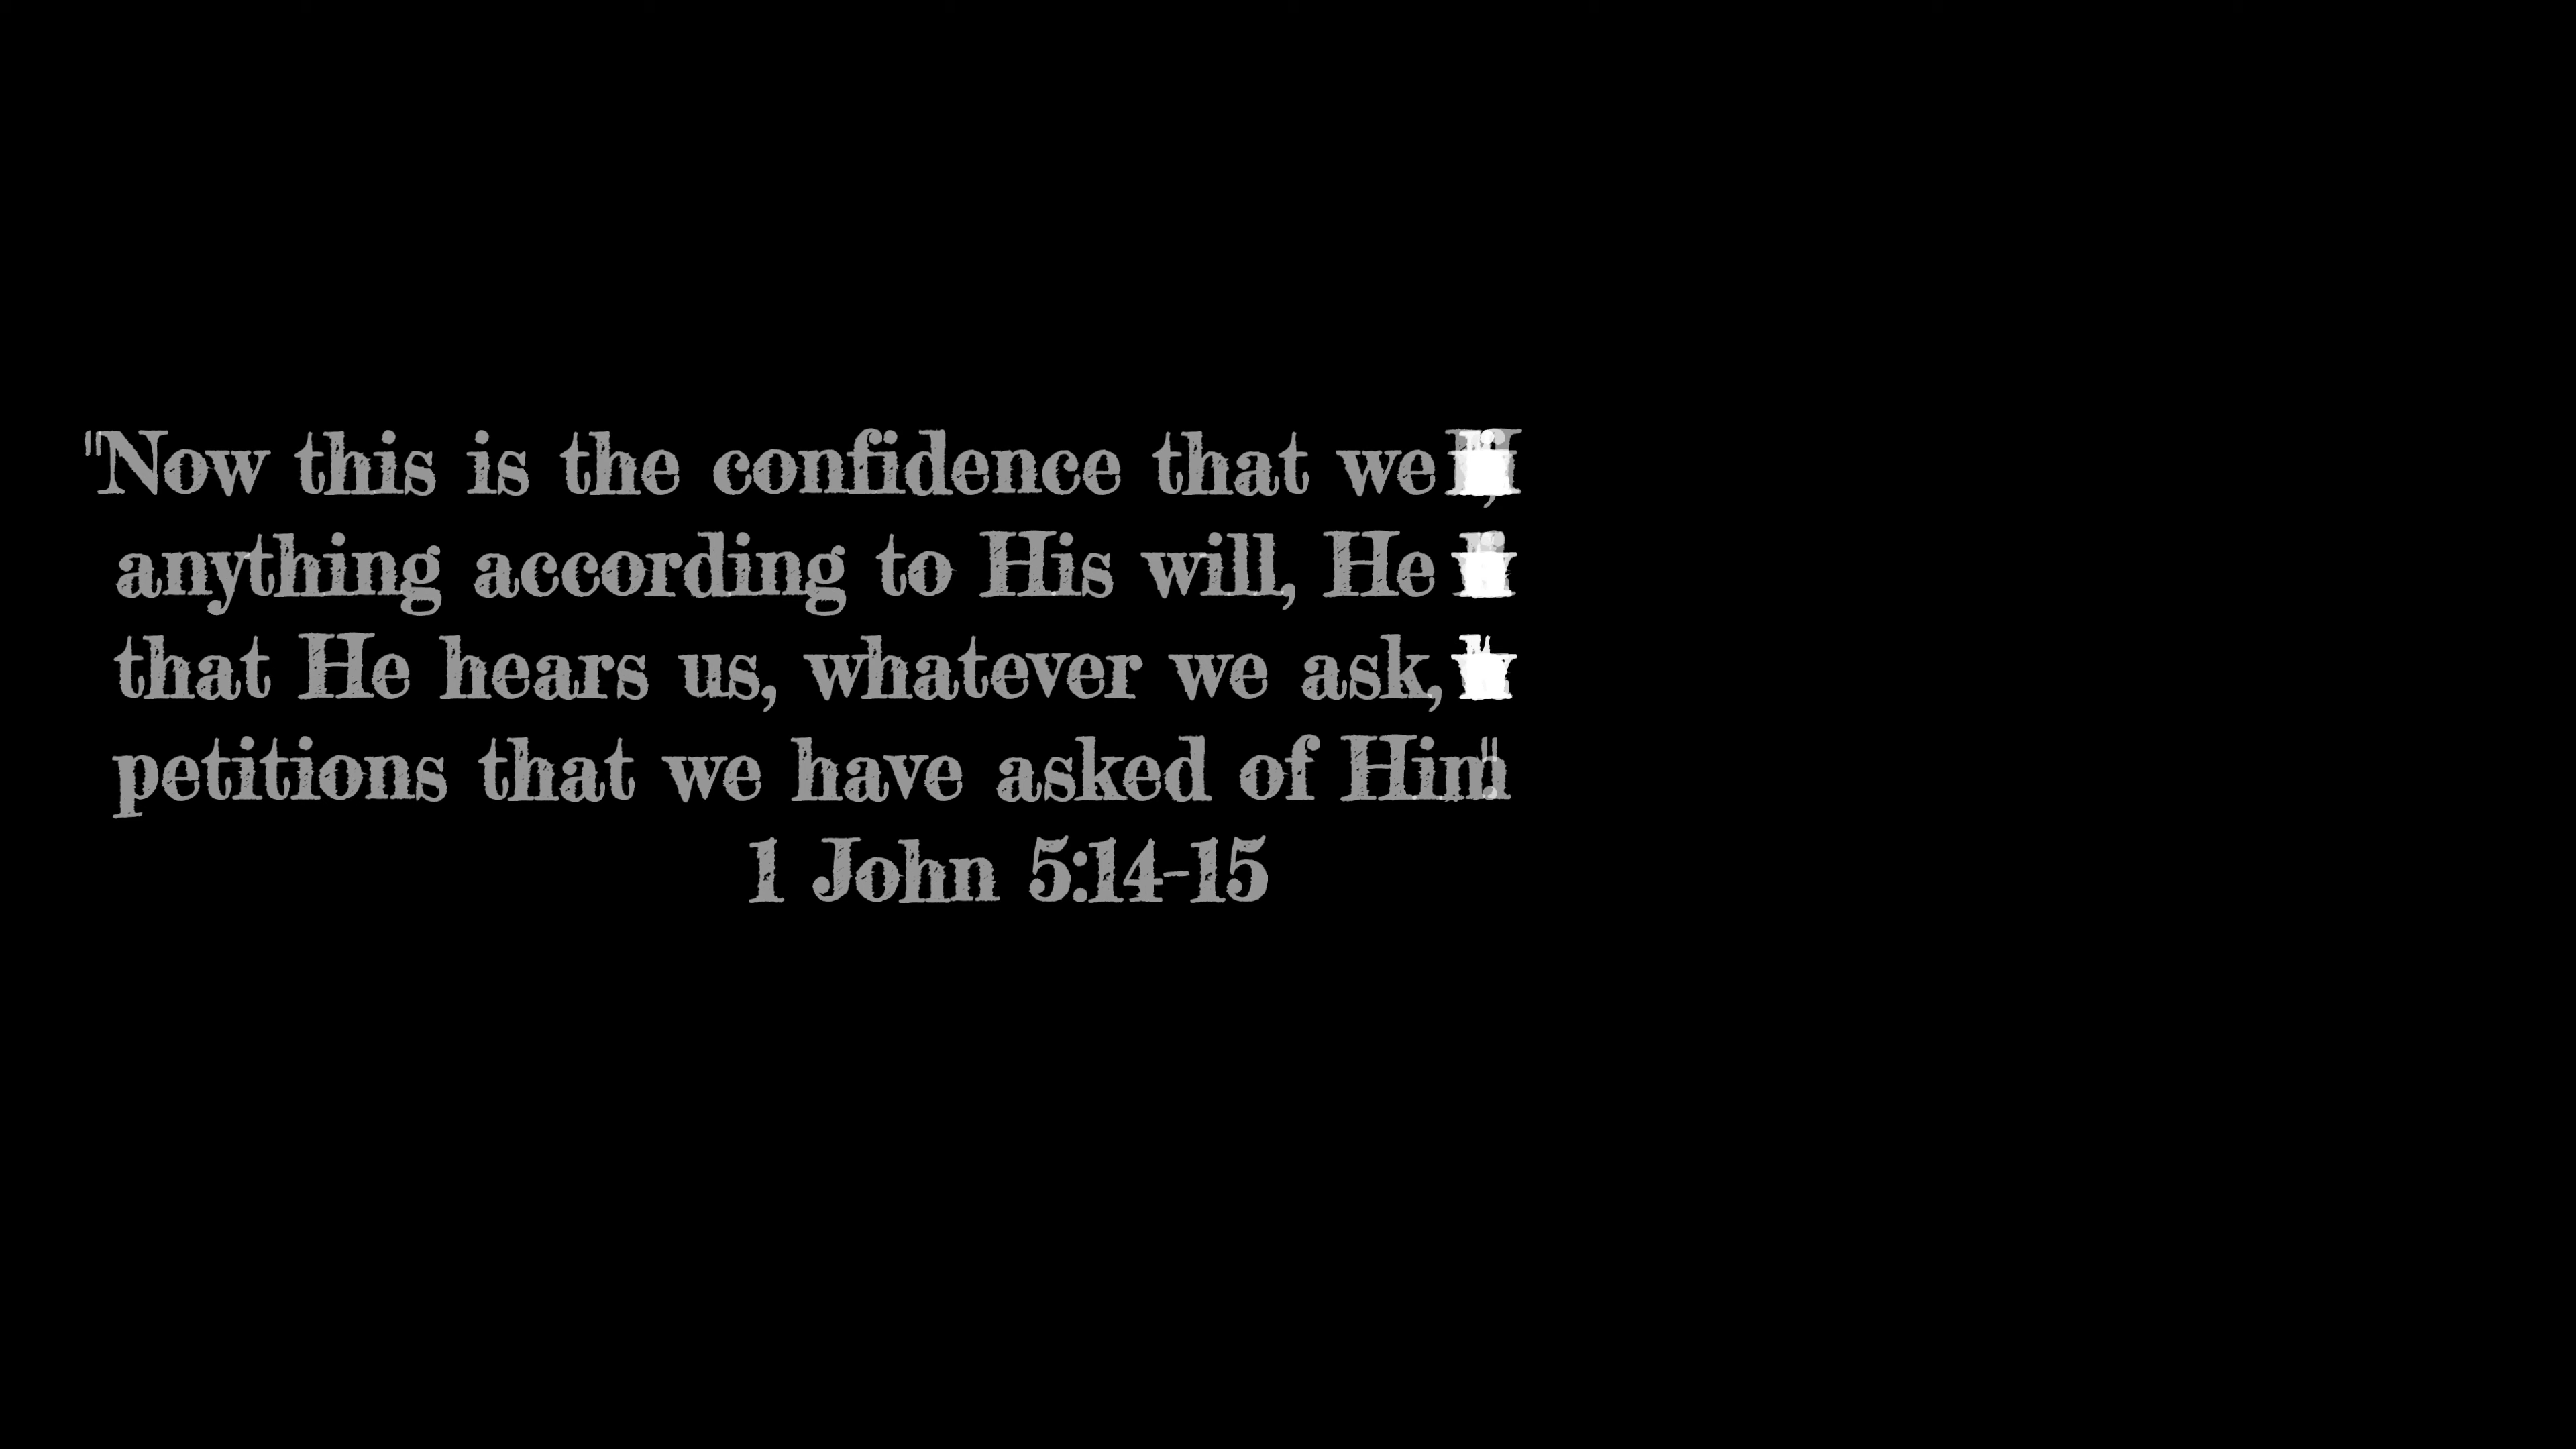 "Now this is the confidence that we
anything according to His will, He
that He hears us, whatever we ask,
petitions that we have asked of Him."
1 John 5:14-15